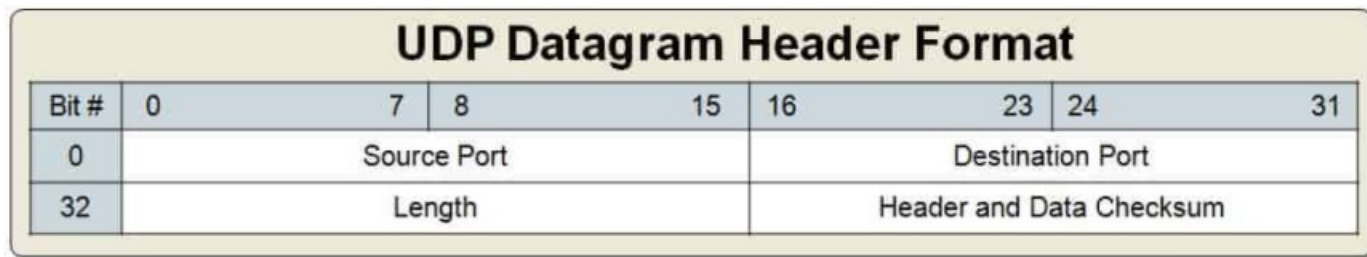 UDP Datagram Header Format
Bit # 0 7 8 15 16 23 24 31
0 Source Port Destination Port
32 Length Header and Data Checksum